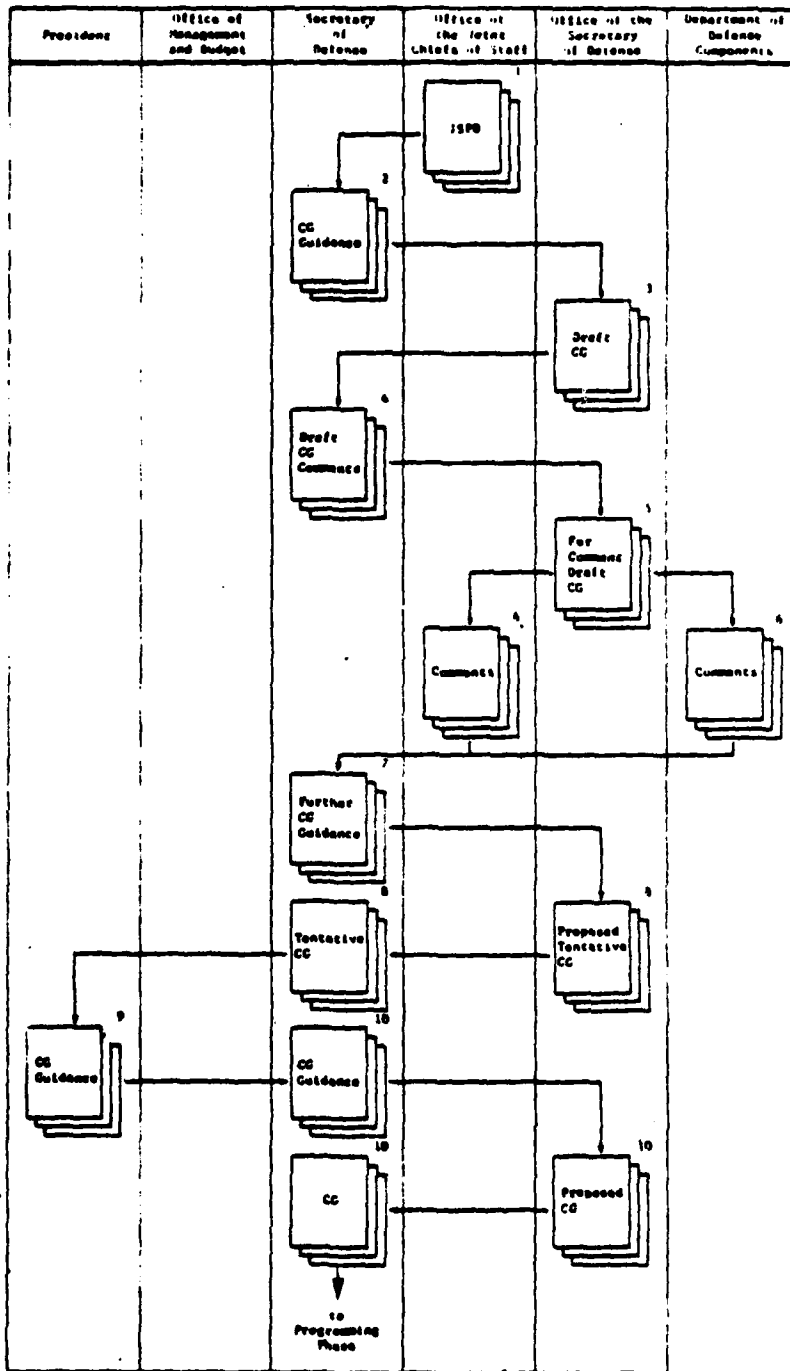 President
Office of
Management
and Budget
Secretary
of
Defense
Office of
the Joint
Chiefs of Staff
Office of the
Secretary
of Defense
Department of
Defense
Components
1
JSPD
2
CG
Guidance
3
Draft
CG
4
Draft
CG
Comments
5
For
Comment
Draft
CG
6
Comments
6
Comments
7
Further
CG
Guidance
8
Tentative
CG
8
Proposed
Tentative
CG
9
CG
Guidance
10
CG
Guidance
10
CG
10
Proposed
CG
to
Programming
Phase